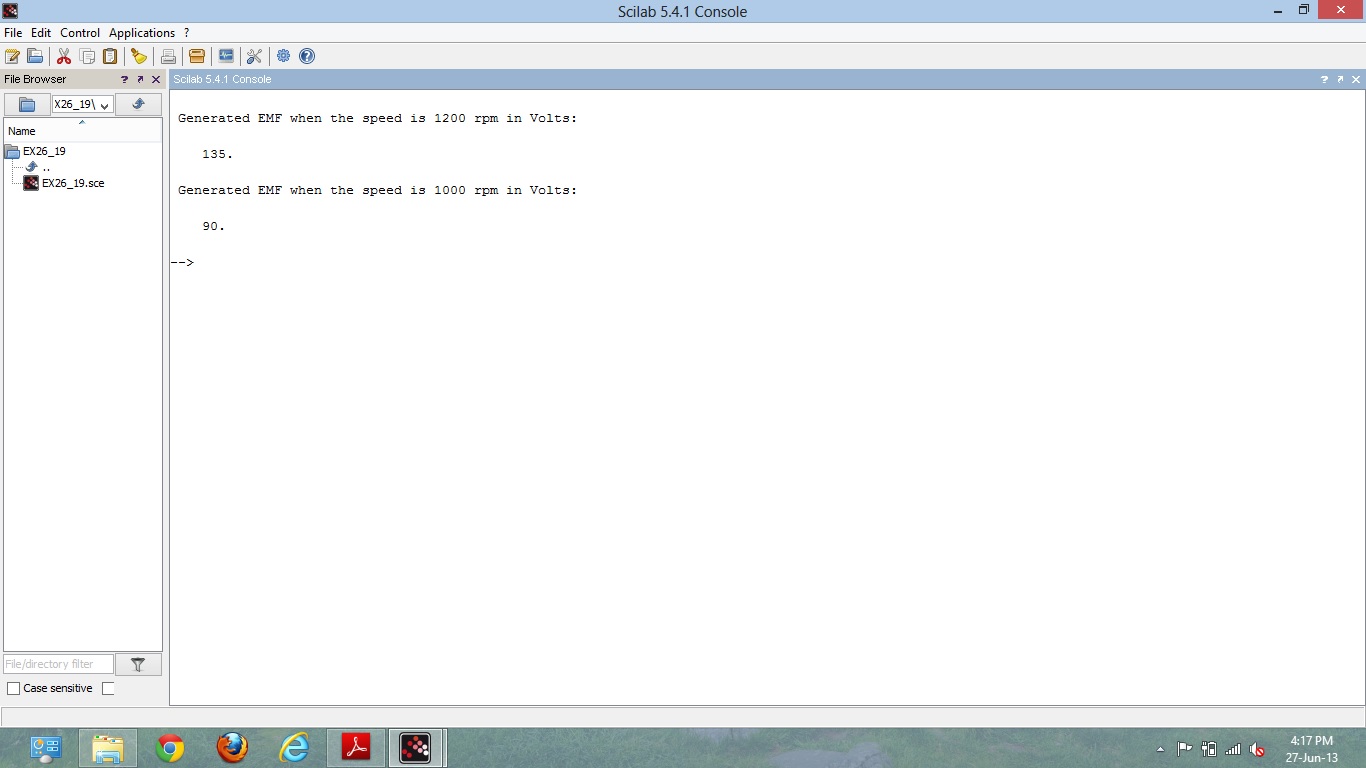 Scilab 5.4.1 Console
File Edit Control Applications ?
File Browser ? 
Scilab 5.4.1 Console ?
X26_19\
Name
EX26_19
..
EX26_19.sce
Generated EMF when the speed is 1200 rpm in Volts:
135.
Generated EMF when the speed is 1000 rpm in Volts:
90.
-->
File/directory filter
Case sensitive
4:17 PM
27-Jun-13